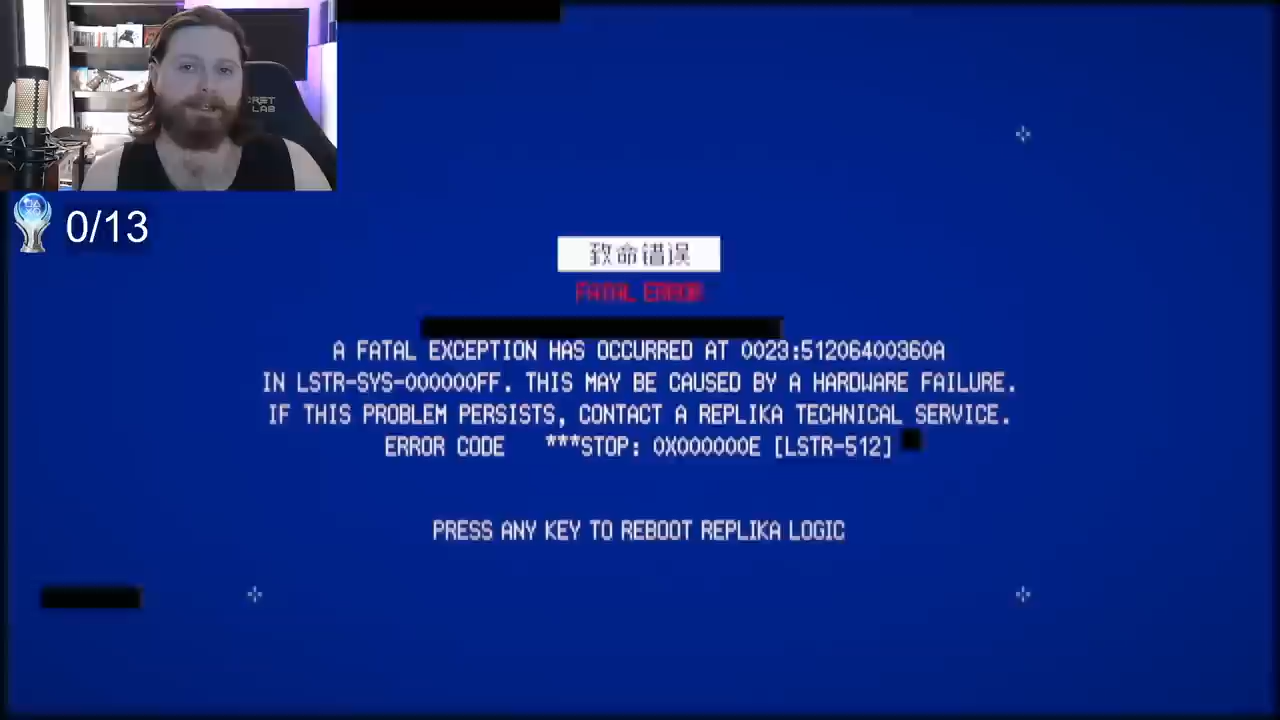 CRET
LAB
0/13
致命错误
FATAL ERROR
A FATAL EXCEPTION HAS OCCURRED AT 0023:51206400360A
IN LSTR-SYS-000000FF. THIS MAY BE CAUSED BY A HARDWARE FAILURE.
IF THIS PROBLEM PERSISTS, CONTACT A REPLIKA TECHNICAL SERVICE.
ERROR CODE ***STOP: 0X000000E [LSTR-512]
PRESS ANY KEY TO REBOOT REPLIKA LOGIC